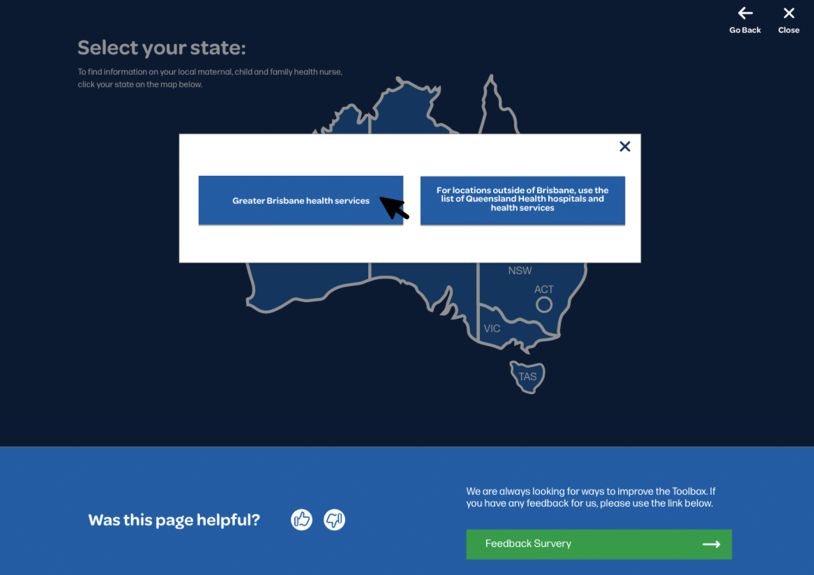 Go Back
Close
Select your state:
To find information on your local maternal, child and family health nurse,
click your state on the map below.
Greater Brisbane health services
For locations outside of Brisbane, use the
list of Queensland Health hospitals and
health services
NSW
ACT
VIC
TAS
Was this page helpful?
We are always looking for ways to improve the Toolbox. If
you have any feedback for us, please use the link below.
Feedback Survery